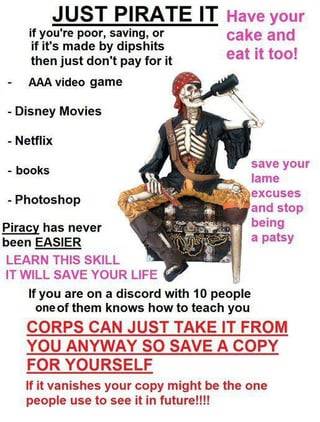 JUST PIRATE IT
if you're poor, saving, or
if it's made by dipshits
then just don't pay for it
Have your
cake and
eat it too!
- AAA video game
- Disney Movies
- Netflix
- books
- Photoshop
save your
lame
excuses
and stop
being
a patsy
Piracy has never
been EASIER
LEARN THIS SKILL
IT WILL SAVE YOUR LIFE
If you are on a discord with 10 people
one of them knows how to teach you
CORPS CAN JUST TAKE IT FROM
YOU ANYWAY SO SAVE A COPY
FOR YOURSELF
If it vanishes your copy might be the one
people use to see it in future!!!!